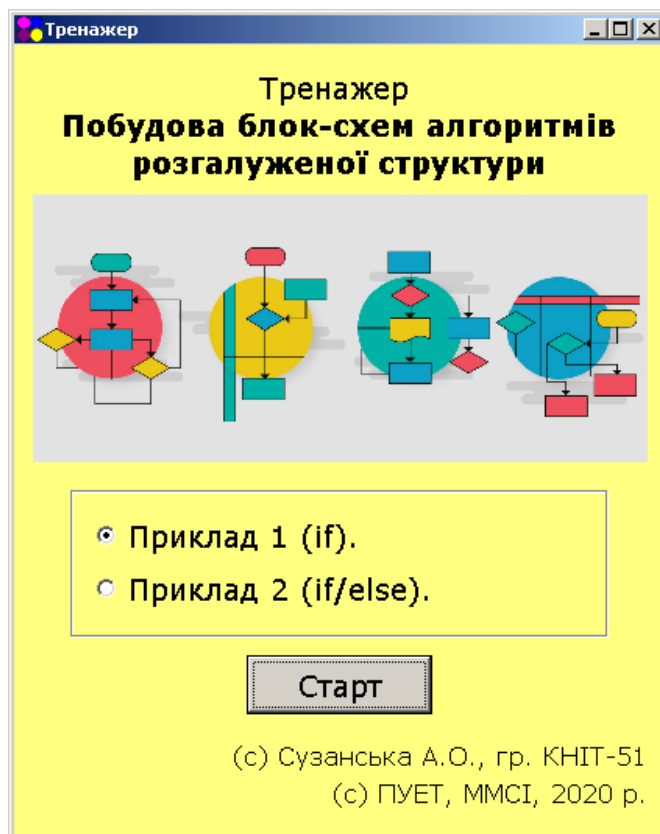 Тренажер
Тренажер
Побудова блок-схем алгоритмів
розгалуженої структури
Приклад 1 (if).
Приклад 2 (if/else).
Старт
(c) Сузанська А.О., гр. КНІТ-51
(c) ПУЕТ, ММСІ, 2020 р.